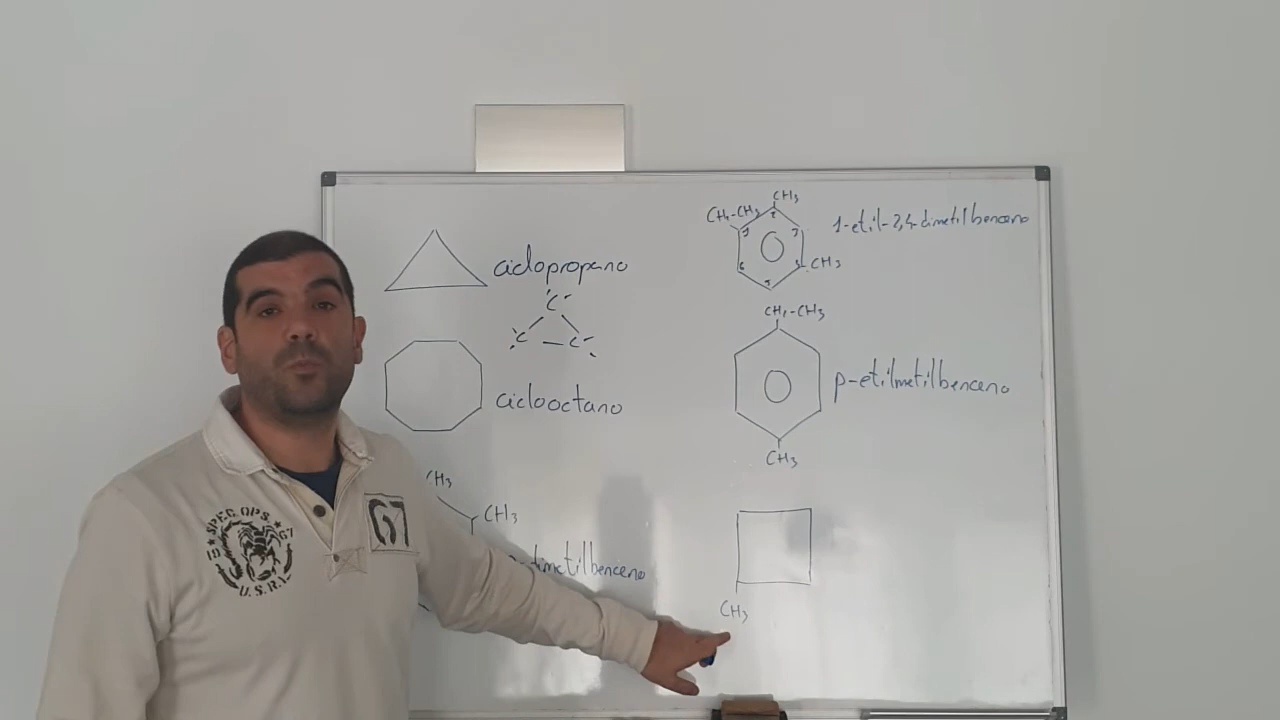 ciclopropano
C
C C
ciclooctano
CH3
CH3
-dimetilbenceno
CH3
CH2-CH3
1-etil-2,4-dimetilbenceno
CH3
CH2-CH3
p-etilmetilbenceno
CH3
CH3
SPEC. OPS.
19 67
U.S.R.L
67